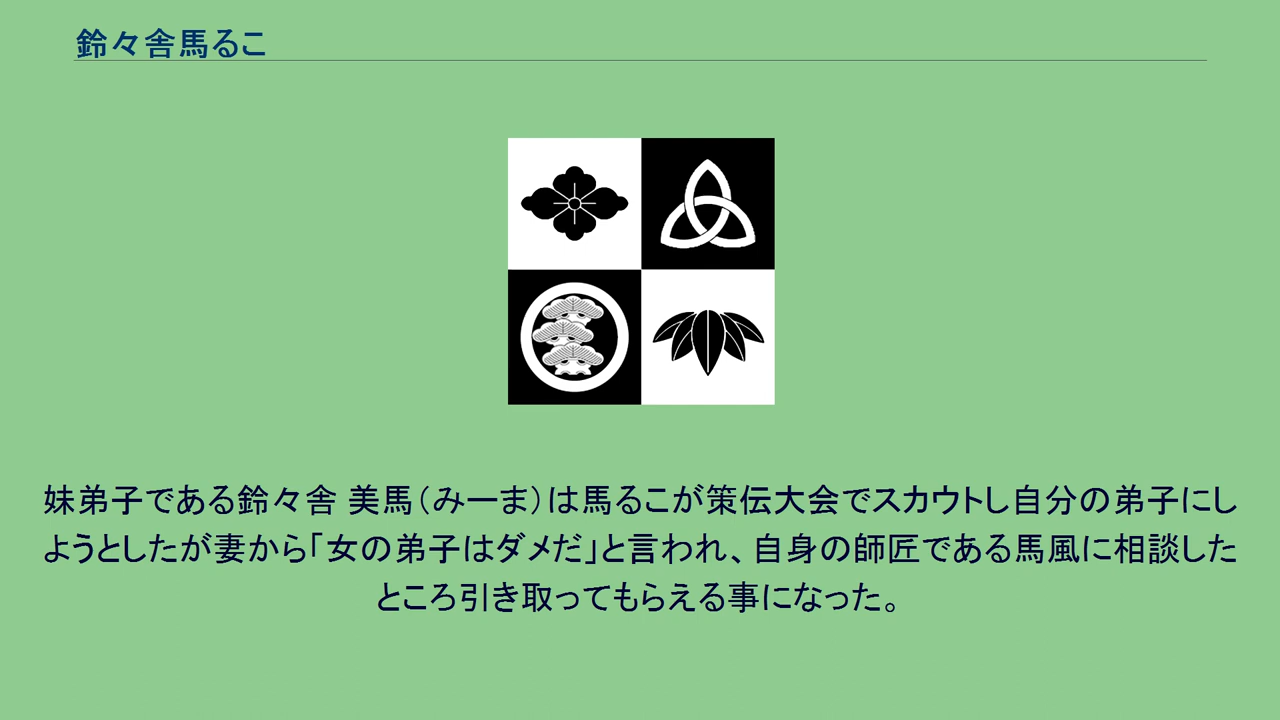 鈴々舎馬るこ
妹弟子である鈴々舎 美馬（みーま）は馬るこが策伝大会でスカウトし自分の弟子にし
ようとしたが妻から「女の弟子はダメだ」と言われ、自身の師匠である馬風に相談した
ところ引き取ってもらえる事になった。